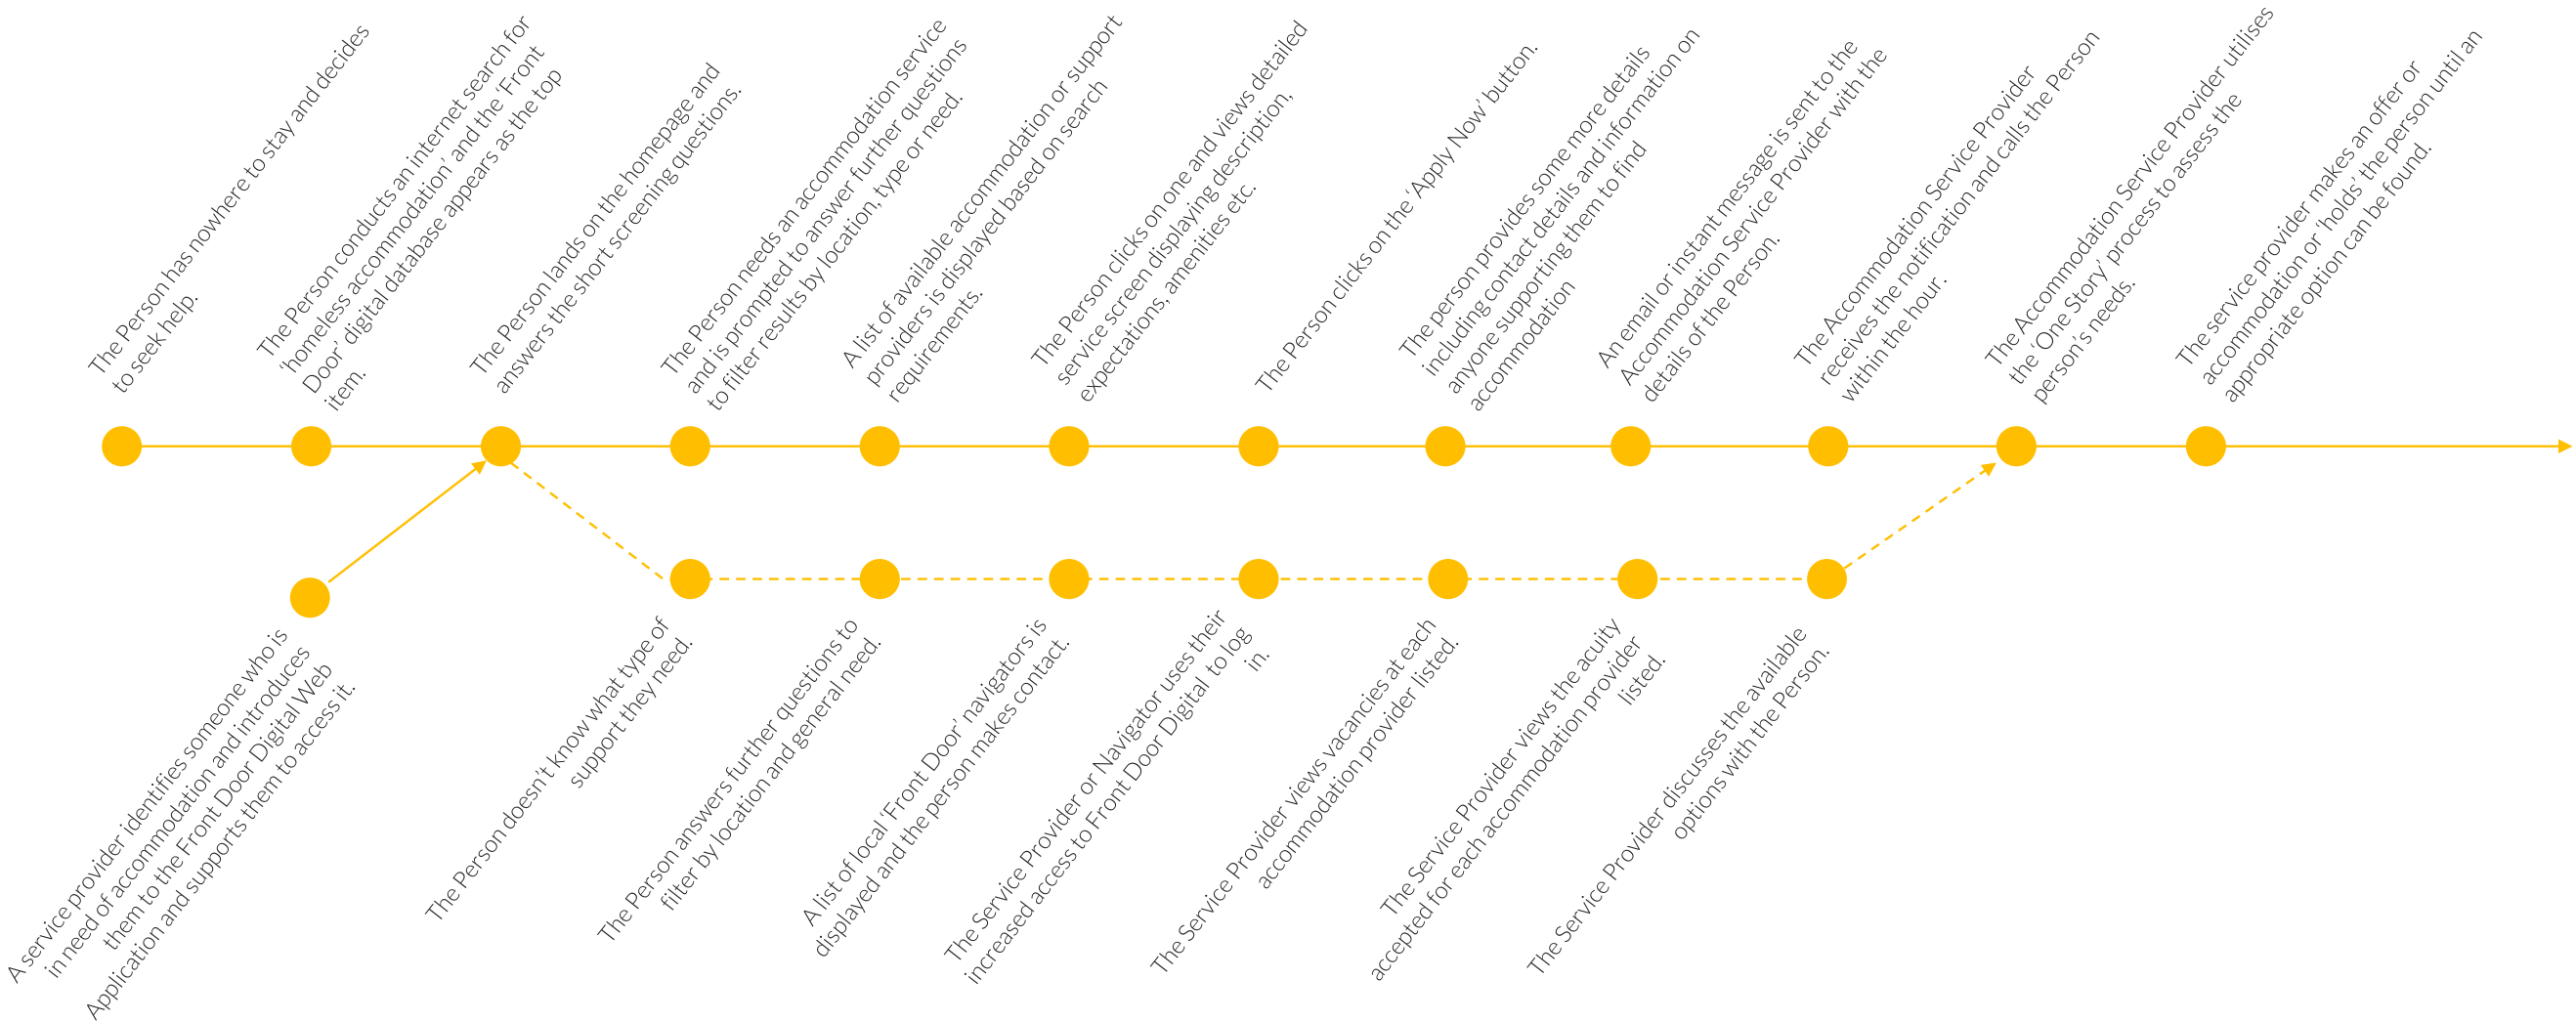 The Person has nowhere to stay and decides
to seek help.
The Person conducts an internet search for
‘homeless accommodation’ and the ‘Front
Door’ digital database appears as the top
item.
The Person lands on the homepage and
answers the short screening questions.
The Person needs an accommodation service
and is prompted to answer further questions
to filter results by location, type or need.
A list of available accommodation or support
providers is displayed based on search
requirements.
The Person clicks on one and views detailed
service screen displaying description,
expectations, amenities etc.
The Person clicks on the ‘Apply Now’ button.
The person provides some more details
including contact details and information on
anyone supporting them to find
accommodation
An email or instant message is sent to the
Accommodation Service Provider with the
details of the Person.
The Accommodation Service Provider
receives the notification and calls the Person
within the hour.
The Accommodation Service Provider utilises
the ‘One Story’ process to assess the
person’s needs.
The service provider makes an offer or
accommodation or ‘holds’ the person until an
appropriate option can be found.
A service provider identifies someone who is
in need of accommodation and introduces
them to the Front Door Digital Web
Application and supports them to access it.
The Person doesn’t know what type of
support they need.
The Person answers further questions to
filter by location and general need.
A list of local ‘Front Door’ navigators is
displayed and the person makes contact.
The Service Provider or Navigator uses their
increased access to Front Door Digital to log
in.
The Service Provider views vacancies at each
accommodation provider listed.
The Service Provider views the acuity
accepted for each accommodation provider
listed.
The Service Provider discusses the available
options with the Person.